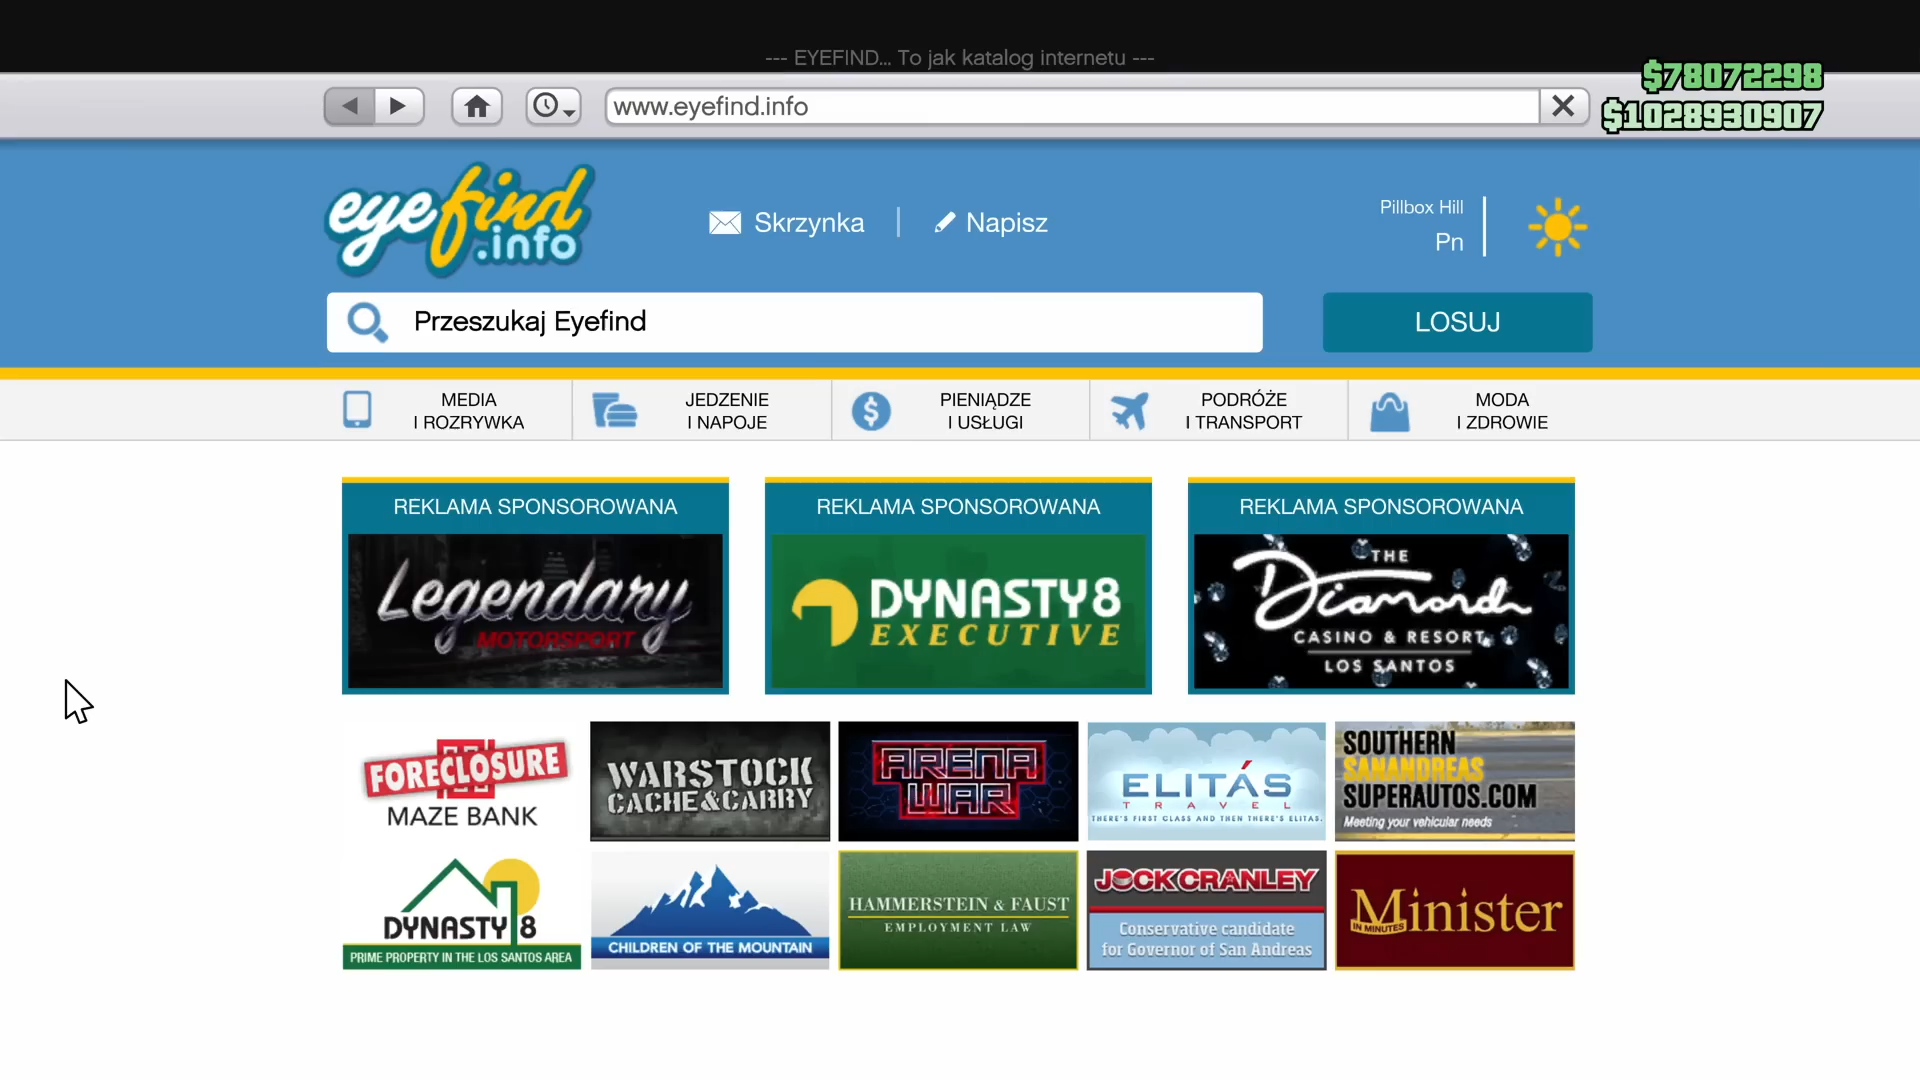 --- EYEFIND... To jak katalog internetu ---
$78072298
www.eyefind.info
$1028930907
eyefind
.info
Skrzynka
Napisz
Pillbox Hill
Pn
Przeszukaj Eyefind
LOSUJ
MEDIA
I ROZRYWKA
JEDZENIE
I NAPOJE
PIENIĄDZE
I USŁUGI
PODRÓŻE
I TRANSPORT
MODA
I ZDROWIE
REKLAMA SPONSOROWANA
Legendary
MOTORSPORT
REKLAMA SPONSOROWANA
DYNASTY8
EXECUTIVE
REKLAMA SPONSOROWANA
THE
Diamond
CASINO & RESORT
LOS SANTOS
FORECLOSURE
MAZE BANK
WARSTOCK
CACHE&CARRY
ARENA
WAR
ELITÁS
TRAVEL
THERE'S FIRST CLASS AND THEN THERE'S ELITAS.
SOUTHERN
SANANDREAS
SUPERAUTOS.COM
Meeting your vehicular needs
DYNASTY 8
PRIME PROPERTY IN THE LOS SANTOS AREA
CHILDREN OF THE MOUNTAIN
HAMMERSTEIN & FAUST
EMPLOYMENT LAW
JOCK CRANLEY
Conservative candidate
for Governor of San Andreas
Minister
IN MINUTES